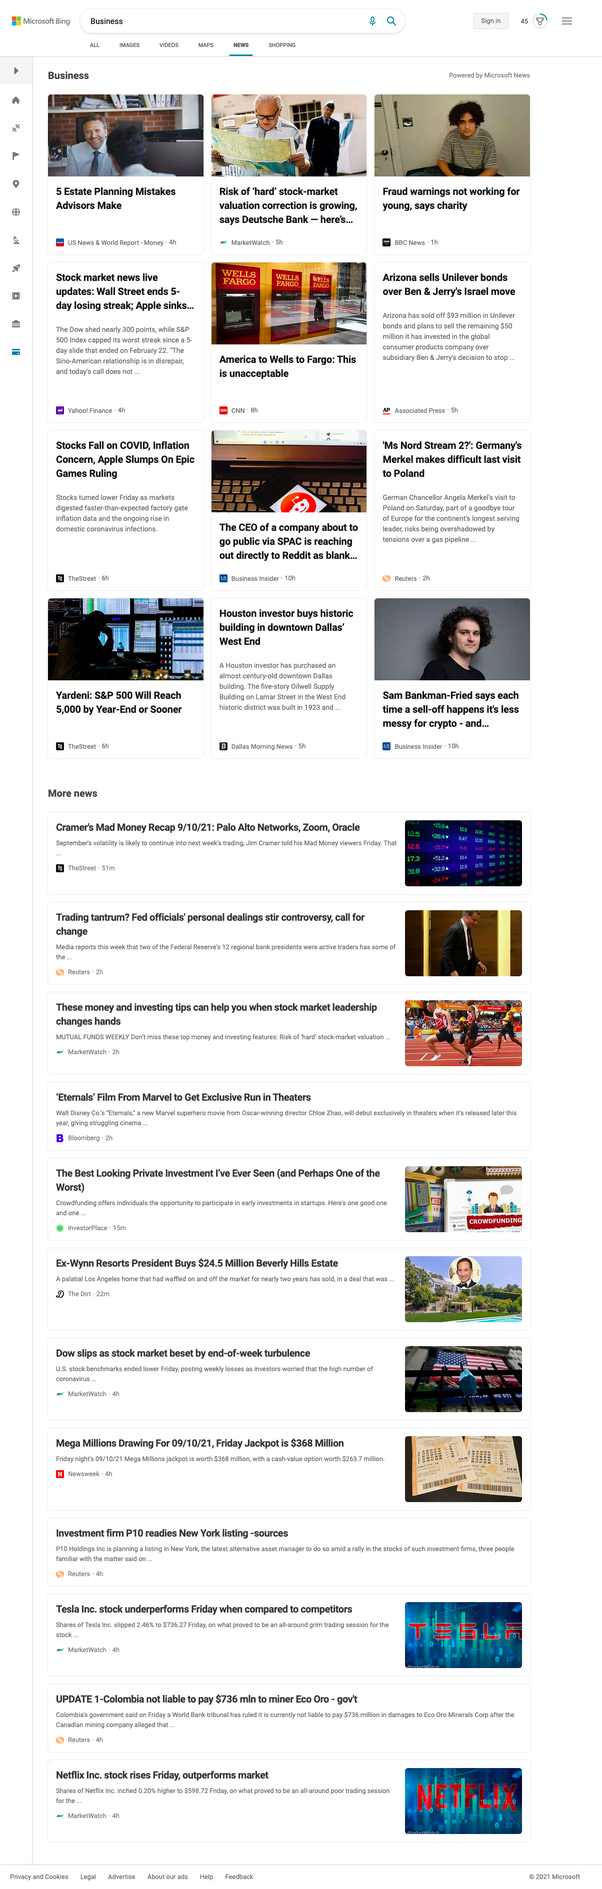 Microsoft Bing
Business
Sign in
45
ALL
IMAGES
VIDEOS
MAPS
NEWS
SHOPPING
Business
Powered by Microsoft News
5 Estate Planning Mistakes
Advisors Make
US News & World Report - Money · 4h
Risk of 'hard' stock-market
valuation correction is growing,
says Deutsche Bank — here's…
MarketWatch · 5h
Fraud warnings not working for
young, says charity
BBC News · 1h
Stock market news live
updates: Wall Street ends 5-
day losing streak; Apple sinks…
The Dow shed nearly 300 points, while S&P
500 Index capped its worst streak since a 5-
day slide that ended on February 22. "The
Sino-American relationship is in disrepair,
and today's call does not ...
Yahoo! Finance · 4h
WELLS
FARGO
WELLS
FARGO
WELLS
FARGO
America to Wells to Fargo: This
is unacceptable
CNN · 8h
Arizona sells Unilever bonds
over Ben & Jerry's Israel move
Arizona has sold off $93 million in Unilever
bonds and plans to sell the remaining $50
million it has invested in the global
consumer products company over
subsidiary Ben & Jerry's decision to stop ...
AP
Associated Press · 5h
Stocks Fall on COVID, Inflation
Concern, Apple Slumps On Epic
Games Ruling
Stocks turned lower Friday as markets
digested faster-than-expected factory gate
inflation data and the ongoing rise in
domestic coronavirus infections.
TheStreet · 6h
The CEO of a company about to
go public via SPAC is reaching
out directly to Reddit as blank…
Business Insider · 10h
'Ms Nord Stream 2?': Germany's
Merkel makes difficult last visit
to Poland
German Chancellor Angela Merkel's visit to
Poland on Saturday, part of a goodbye tour
of Europe for the continent's longest serving
leader, risks being overshadowed by
tensions over a gas pipeline ...
Reuters · 2h
Yardeni: S&P 500 Will Reach
5,000 by Year-End or Sooner
TheStreet · 6h
Houston investor buys historic
building in downtown Dallas'
West End
A Houston investor has purchased an
almost century-old downtown Dallas
building. The five-story Oilwell Supply
Building on Lamar Street in the West End
historic district was built in 1923 and ...
Dallas Morning News · 5h
Sam Bankman-Fried says each
time a sell-off happens it's less
messy for crypto - and…
Business Insider · 10h
More news
Cramer's Mad Money Recap 9/10/21: Palo Alto Networks, Zoom, Oracle
September's volatility is likely to continue into next week's trading, Jim Cramer told his Mad Money viewers Friday. That
...
TheStreet · 51m
Trading tantrum? Fed officials' personal dealings stir controversy, call for
change
Media reports this week that two of the Federal Reserve's 12 regional bank presidents were active traders has some of
the ...
Reuters · 2h
These money and investing tips can help you when stock market leadership
changes hands
MUTUAL FUNDS WEEKLY Don't miss these top money and investing features: Risk of 'hard' stock-market valuation ...
MarketWatch · 2h
'Eternals' Film From Marvel to Get Exclusive Run in Theaters
Walt Disney Co.'s "Eternals," a new Marvel superhero movie from Oscar-winning director Chloe Zhao, will debut exclusively in theaters when it's released later this
year, giving struggling cinema ...
B
Bloomberg · 2h
The Best Looking Private Investment I've Ever Seen (and Perhaps One of the
Worst)
Crowdfunding offers individuals the opportunity to participate in early investments in startups. Here's one good one
and one ...
InvestorPlace · 15m
CROWDFUNDING
Ex-Wynn Resorts President Buys $24.5 Million Beverly Hills Estate
A palatial Los Angeles home that had waffled on and off the market for nearly two years has sold, in a deal that was ...
The Dirt · 22m
Dow slips as stock market beset by end-of-week turbulence
U.S. stock benchmarks ended lower Friday, posting weekly losses as investors worried that the high number of
coronavirus ...
MarketWatch · 4h
Mega Millions Drawing For 09/10/21, Friday Jackpot is $368 Million
Friday night's 09/10/21 Mega Millions jackpot is worth $368 million, with a cash-value option worth $263.7 million.
N
Newsweek · 4h
Investment firm P10 readies New York listing -sources
P10 Holdings Inc is planning a listing in New York, the latest alternative asset manager to do so amid a rally in the stocks of such investment firms, three people
familiar with the matter said on ...
Reuters · 4h
Tesla Inc. stock underperforms Friday when compared to competitors
Shares of Tesla Inc. slipped 2.46% to $736.27 Friday, on what proved to be an all-around grim trading session for the
stock ...
MarketWatch · 4h
TESLA
MarketWatch
UPDATE 1-Colombia not liable to pay $736 mln to miner Eco Oro - gov't
Colombia's government said on Friday a World Bank tribunal has ruled it is currently not liable to pay $736 million in damages to Eco Oro Minerals Corp after the
Canadian mining company alleged that ...
Reuters · 4h
Netflix Inc. stock rises Friday, outperforms market
Shares of Netflix Inc. inched 0.20% higher to $598.72 Friday, on what proved to be an all-around poor trading session
for the ...
MarketWatch · 4h
NETFLIX
MarketWatch
Privacy and Cookies
Legal
Advertise
About our ads
Help
Feedback
© 2021 Microsoft